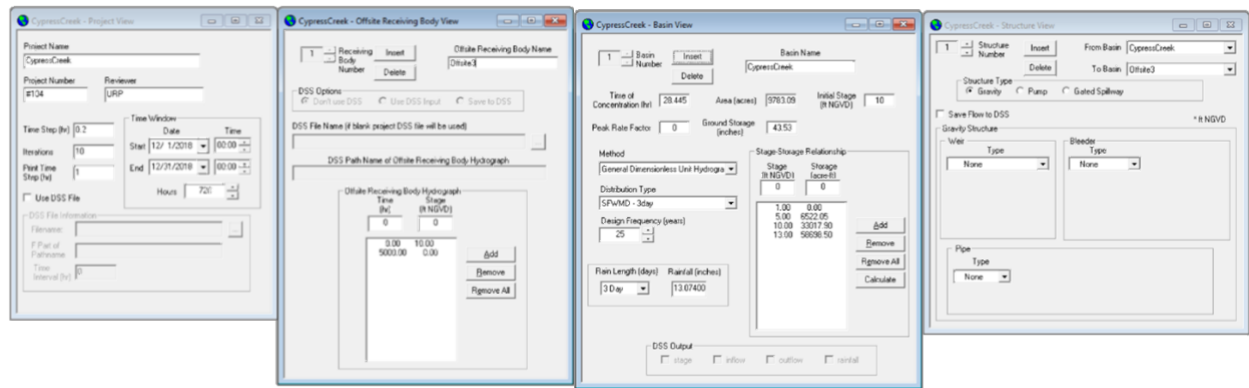 CypressCreek - Project View
Project Name
CypressCreek
Project Number Reviewer
#104 URP
Time Step (hr) 0.2
Iterations 10
Print Time Step (hr) 1
Time Window
Date Time
Start 12/ 1/2018 00:00
End 12/31/2018 00:00
Hours 720
Use DSS File
DSS File Information
Filename: ...
F Part of Pathname
Time Interval (hr) 0
CypressCreek - Offsite Receiving Body View
1 Receiving Body Number
Insert
Delete
Offsite Receiving Body Name
Offsite3
DSS Options
Don't use DSS Use DSS Input Save to DSS
DSS File Name (if blank project DSS file will be used)
...
DSS Path Name of Offsite Receiving Body Hydrograph
Offsite Receiving Body Hydrograph
Time (hr) Stage (ft NGVD)
0 0
0.00 10.00
5000.00 0.00
Add
Remove
Remove All
CypressCreek - Basin View
1 Basin Number
Insert
Delete
Basin Name
CypressCreek
Time of Concentration (hr) 28.445 Area (acres) 9783.09 Initial Stage (ft NGVD) 10
Peak Rate Factor 0 Ground Storage (inches) 43.53
Method
General Dimensionless Unit Hydrogra
Distribution Type
SFWMD - 3day
Design Frequency (years)
25
Rain Length (days) Rainfall (inches)
3 Day 13.07400
Stage-Storage Relationship
Stage (ft NGVD) Storage (acre-ft)
0 0
1.00 0.00
5.00 6522.05
10.00 33017.90
13.00 58698.50
Add
Remove
Remove All
Calculate
DSS Output
stage inflow outflow rainfall
CypressCreek - Structure View
1 Structure Number
Insert
Delete
From Basin CypressCreek
To Basin Offsite3
Structure Type
Gravity Pump Gated Spillway
Save Flow to DSS
* ft NGVD
Gravity Structure
Weir
Type
None
Bleeder
Type
None
Pipe
Type
None